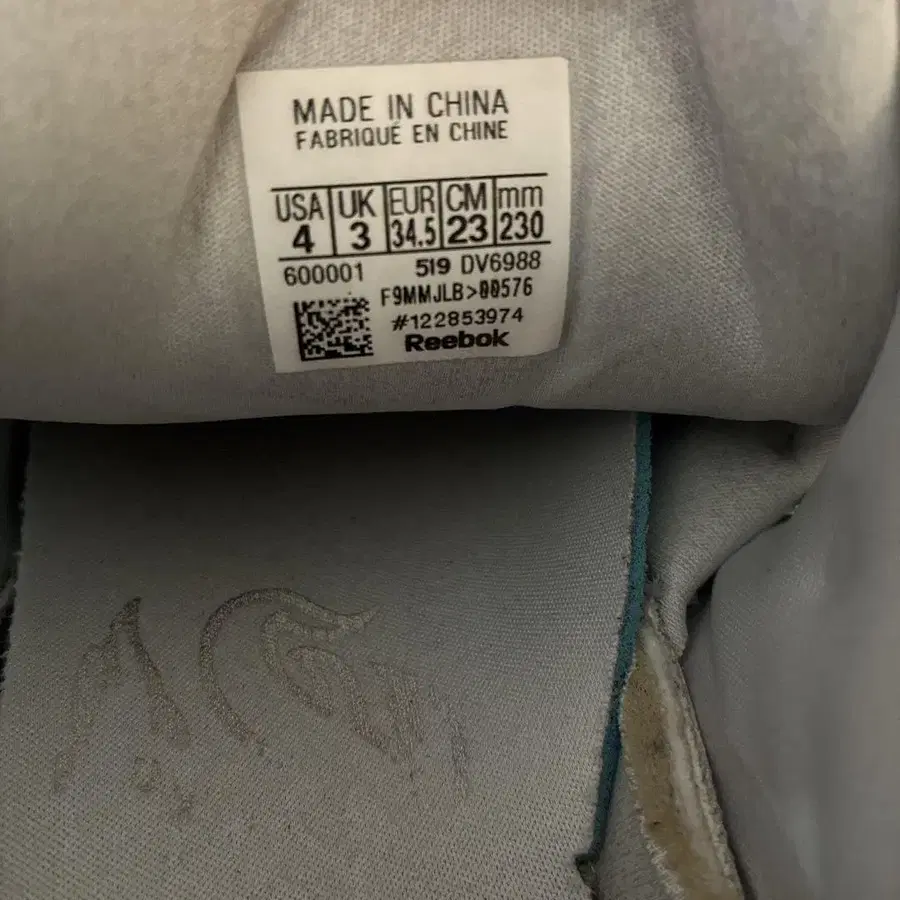 MADE IN CHINA
FABRIQUÉ EN CHINE
USA UK EUR CM mm
4 3 34.5 23 230
600001 519 DV6988
F9MMJLB>00576
#122853974
Reebok